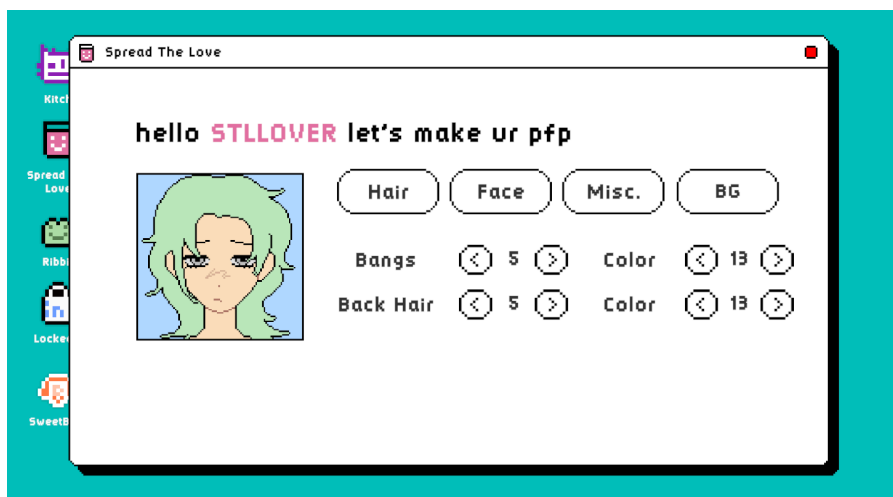 Spread The Love
hello STLLOVER let's make ur pfp
Hair Face Misc. BG
Bangs < 5 > Color < 13 >
Back Hair < 5 > Color < 13 >
Kitch
Spread
Love
Ribbi
in
Locke
SweetB